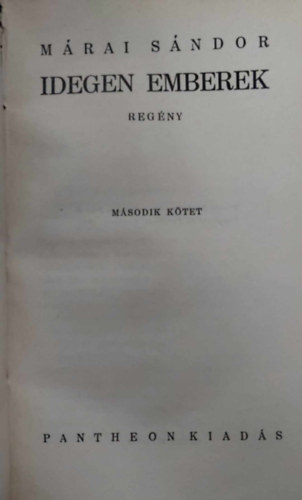 MÁRAI SÁNDOR
IDEGEN EMBEREK
REGÉNY
MÁSODIK KÖTET
PANTHEON KIADÁS